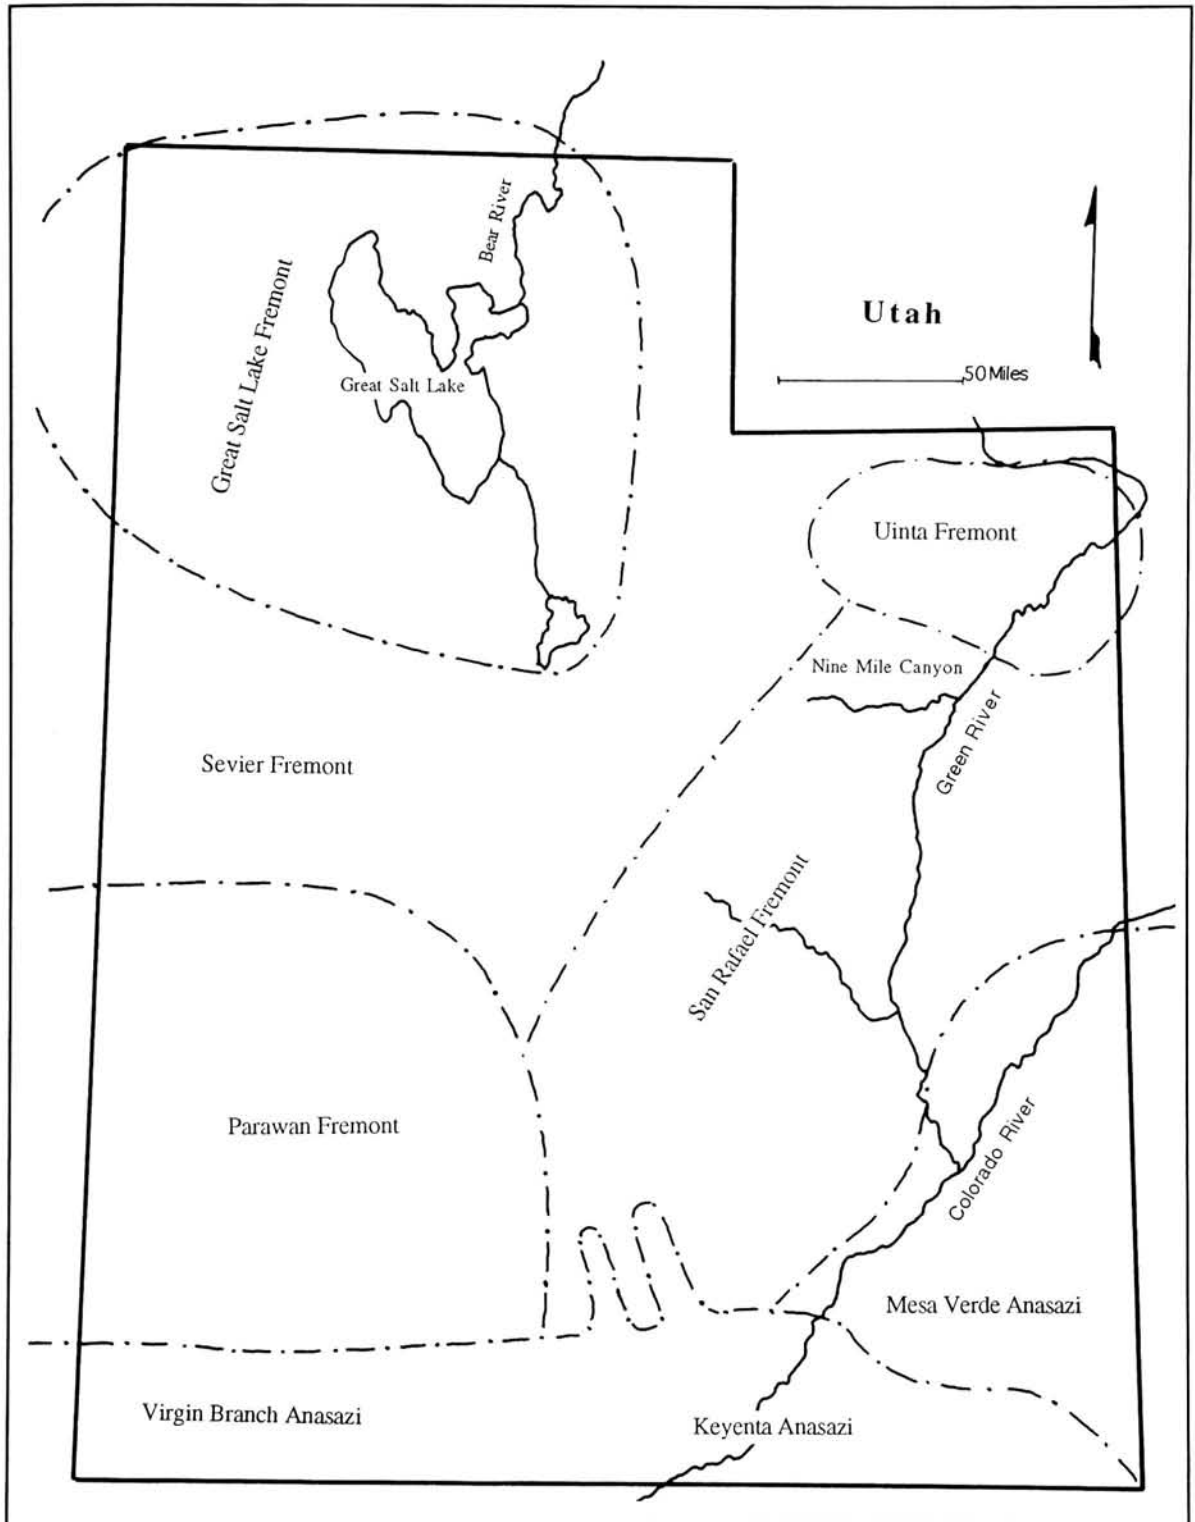 Bear River
Great Salt Lake Fremont
Utah
50 Miles
Great Salt Lake
Uinta Fremont
Nine Mile Canyon
Green River
Sevier Fremont
San Rafael Fremont
Parawan Fremont
Colorado River
Mesa Verde Anasazi
Virgin Branch Anasazi
Keyenta Anasazi